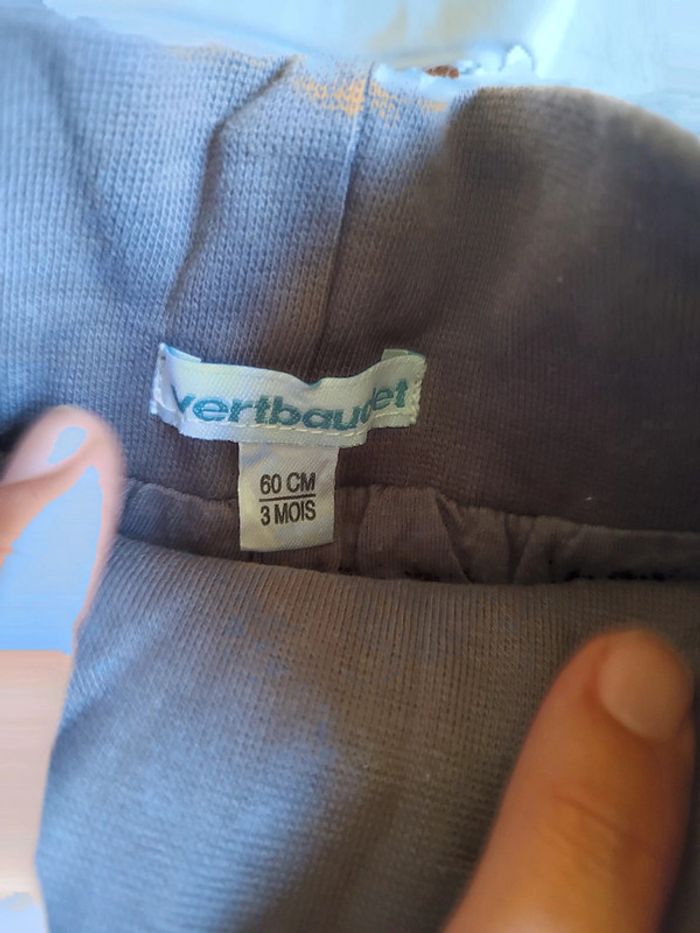 vertbaudet
60 CM
3 MOIS